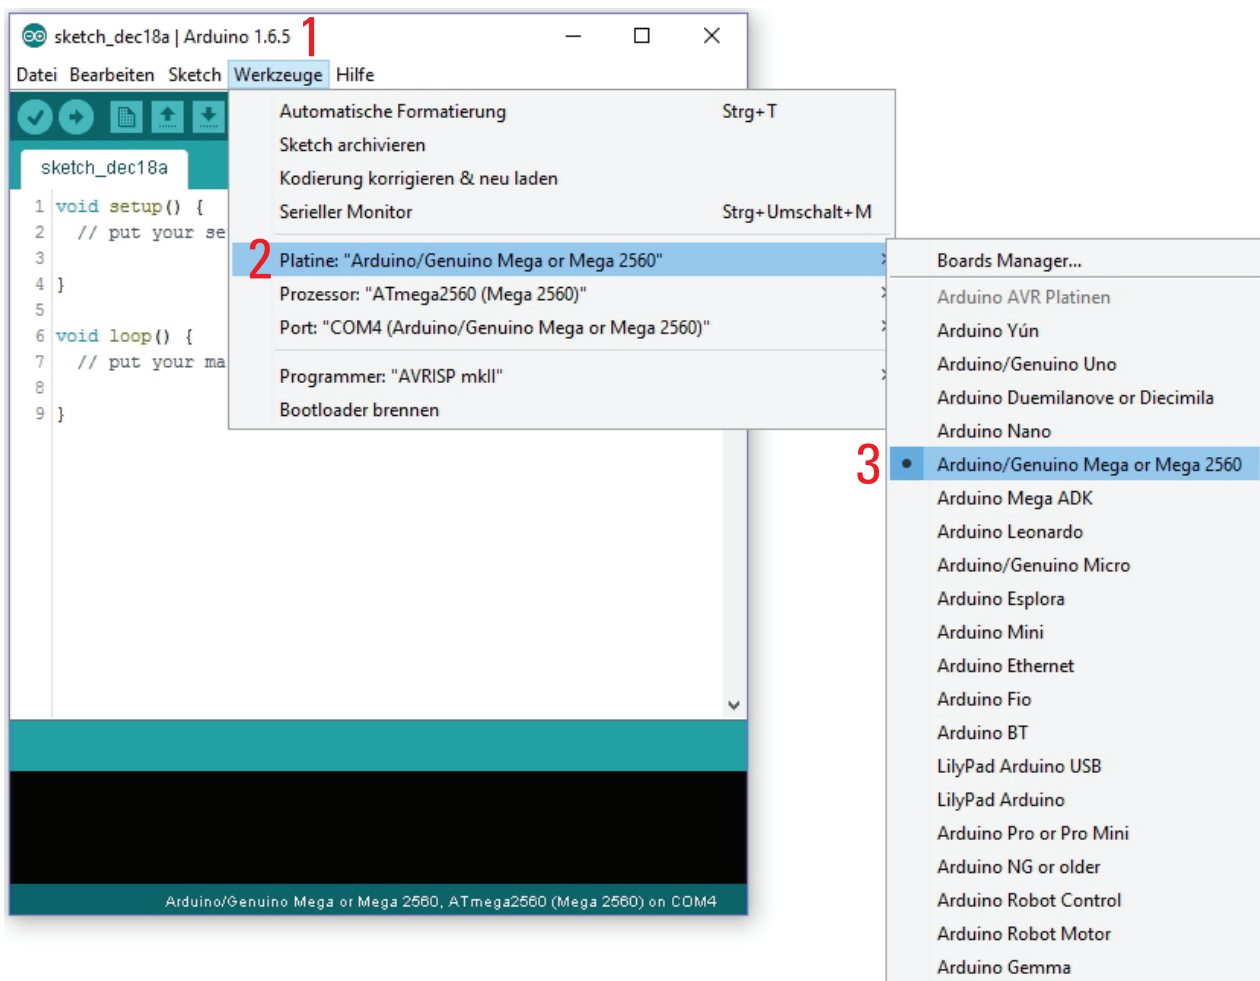 sketch_dec18a | Arduino 1.6.5
1
Datei Bearbeiten Sketch Werkzeuge Hilfe
Automatische Formatierung Strg+T
Sketch archivieren
Kodierung korrigieren & neu laden
Serieller Monitor Strg+Umschalt+M
2 Platine: "Arduino/Genuino Mega or Mega 2560"
Prozessor: "ATmega2560 (Mega 2560)"
Port: "COM4 (Arduino/Genuino Mega or Mega 2560)"
Programmer: "AVRISP mkII"
Bootloader brennen
sketch_dec18a
1 void setup() {
2 // put your se
3
4 }
5
6 void loop() {
7 // put your ma
8
9 }
Boards Manager...
Arduino AVR Platinen
Arduino Yún
Arduino/Genuino Uno
Arduino Duemilanove or Diecimila
Arduino Nano
3 Arduino/Genuino Mega or Mega 2560
Arduino Mega ADK
Arduino Leonardo
Arduino/Genuino Micro
Arduino Esplora
Arduino Mini
Arduino Ethernet
Arduino Fio
Arduino BT
LilyPad Arduino USB
LilyPad Arduino
Arduino Pro or Pro Mini
Arduino NG or older
Arduino Robot Control
Arduino Robot Motor
Arduino Gemma
Arduino/Genuino Mega or Mega 2560, ATmega2560 (Mega 2560) on COM4